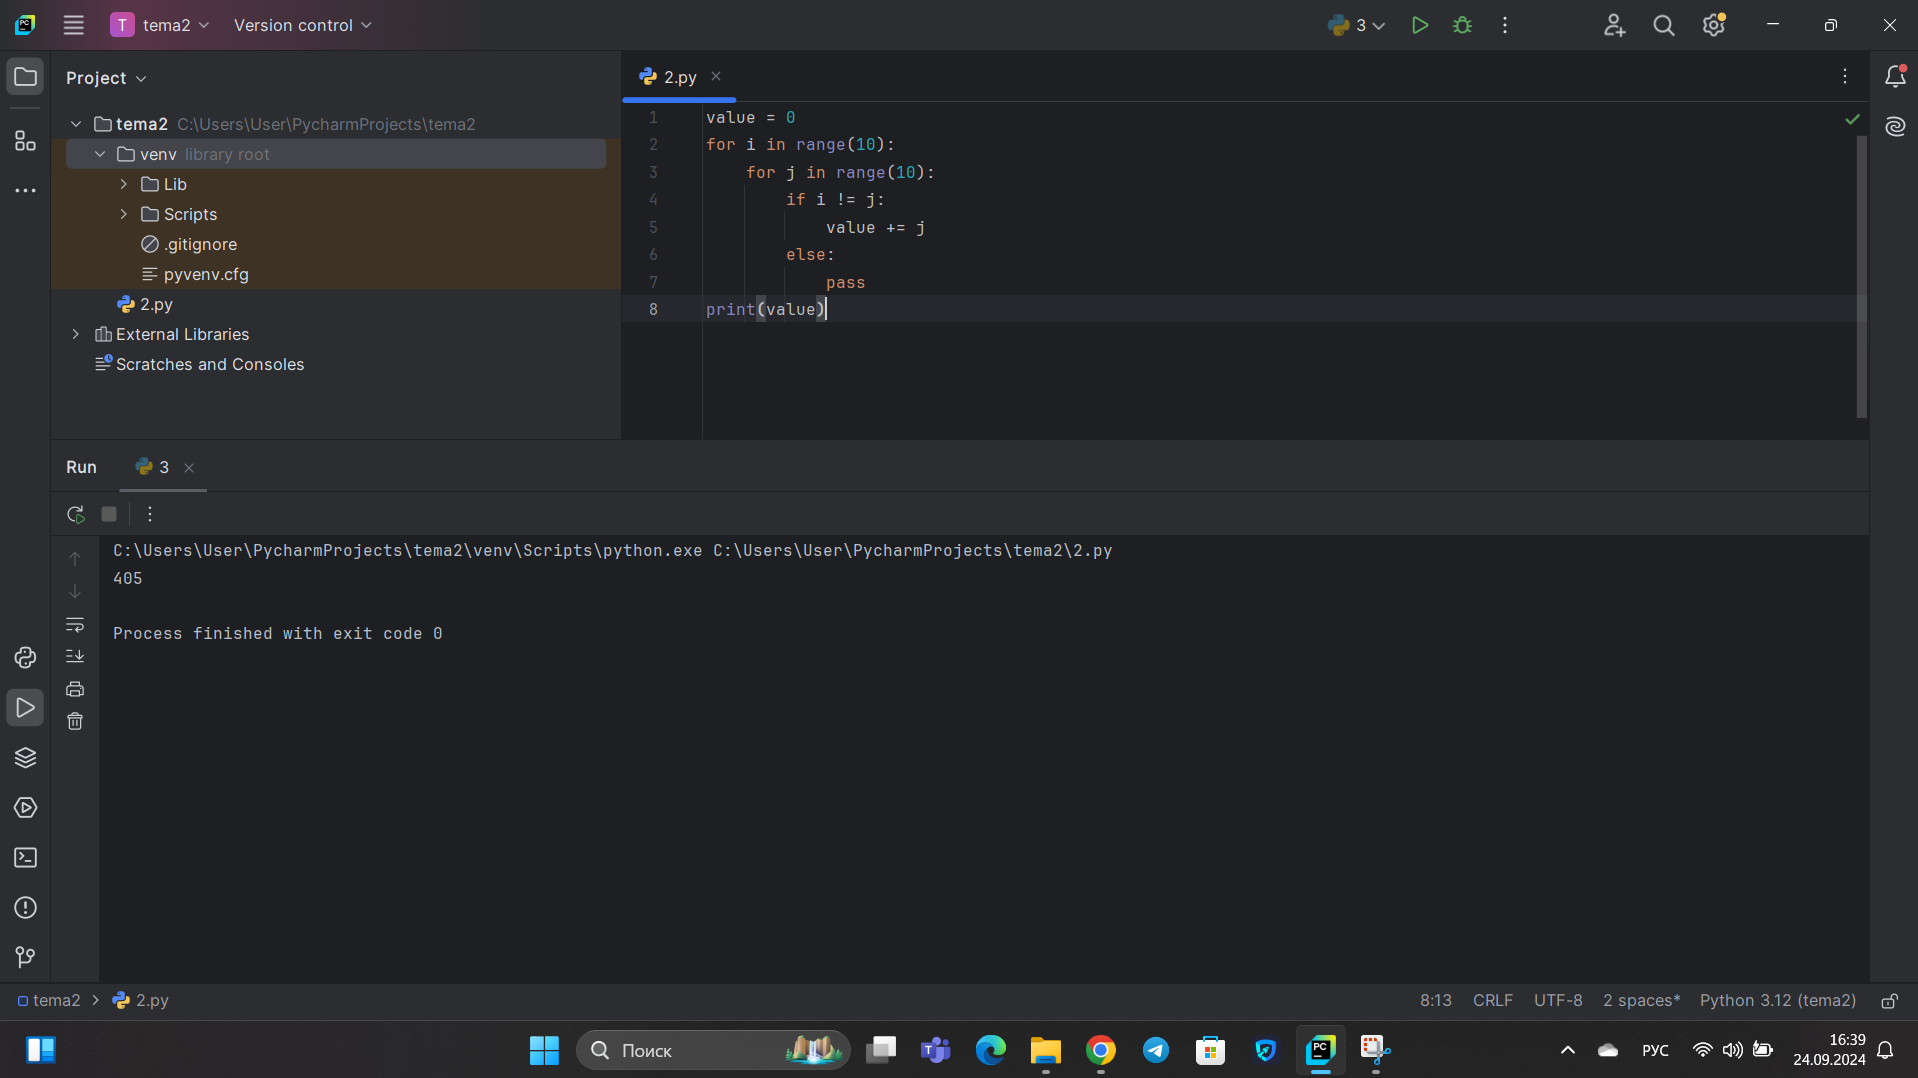 PC
T
tema2
Version control
3
Project
tema2 C:\Users\User\PycharmProjects\tema2
venv library root
Lib
Scripts
.gitignore
pyvenv.cfg
2.py
External Libraries
Scratches and Consoles
2.py
1 value = 0
2 for i in range(10):
3     for j in range(10):
4         if i != j:
5             value += j
6         else:
7             pass
8 print(value)
Run
3
C:\Users\User\PycharmProjects\tema2\venv\Scripts\python.exe C:\Users\User\PycharmProjects\tema2\2.py
405
Process finished with exit code 0
tema2
2.py
8:13
CRLF
UTF-8
2 spaces*
Python 3.12 (tema2)
Поиск
T
PC
РУС
16:39
24.09.2024